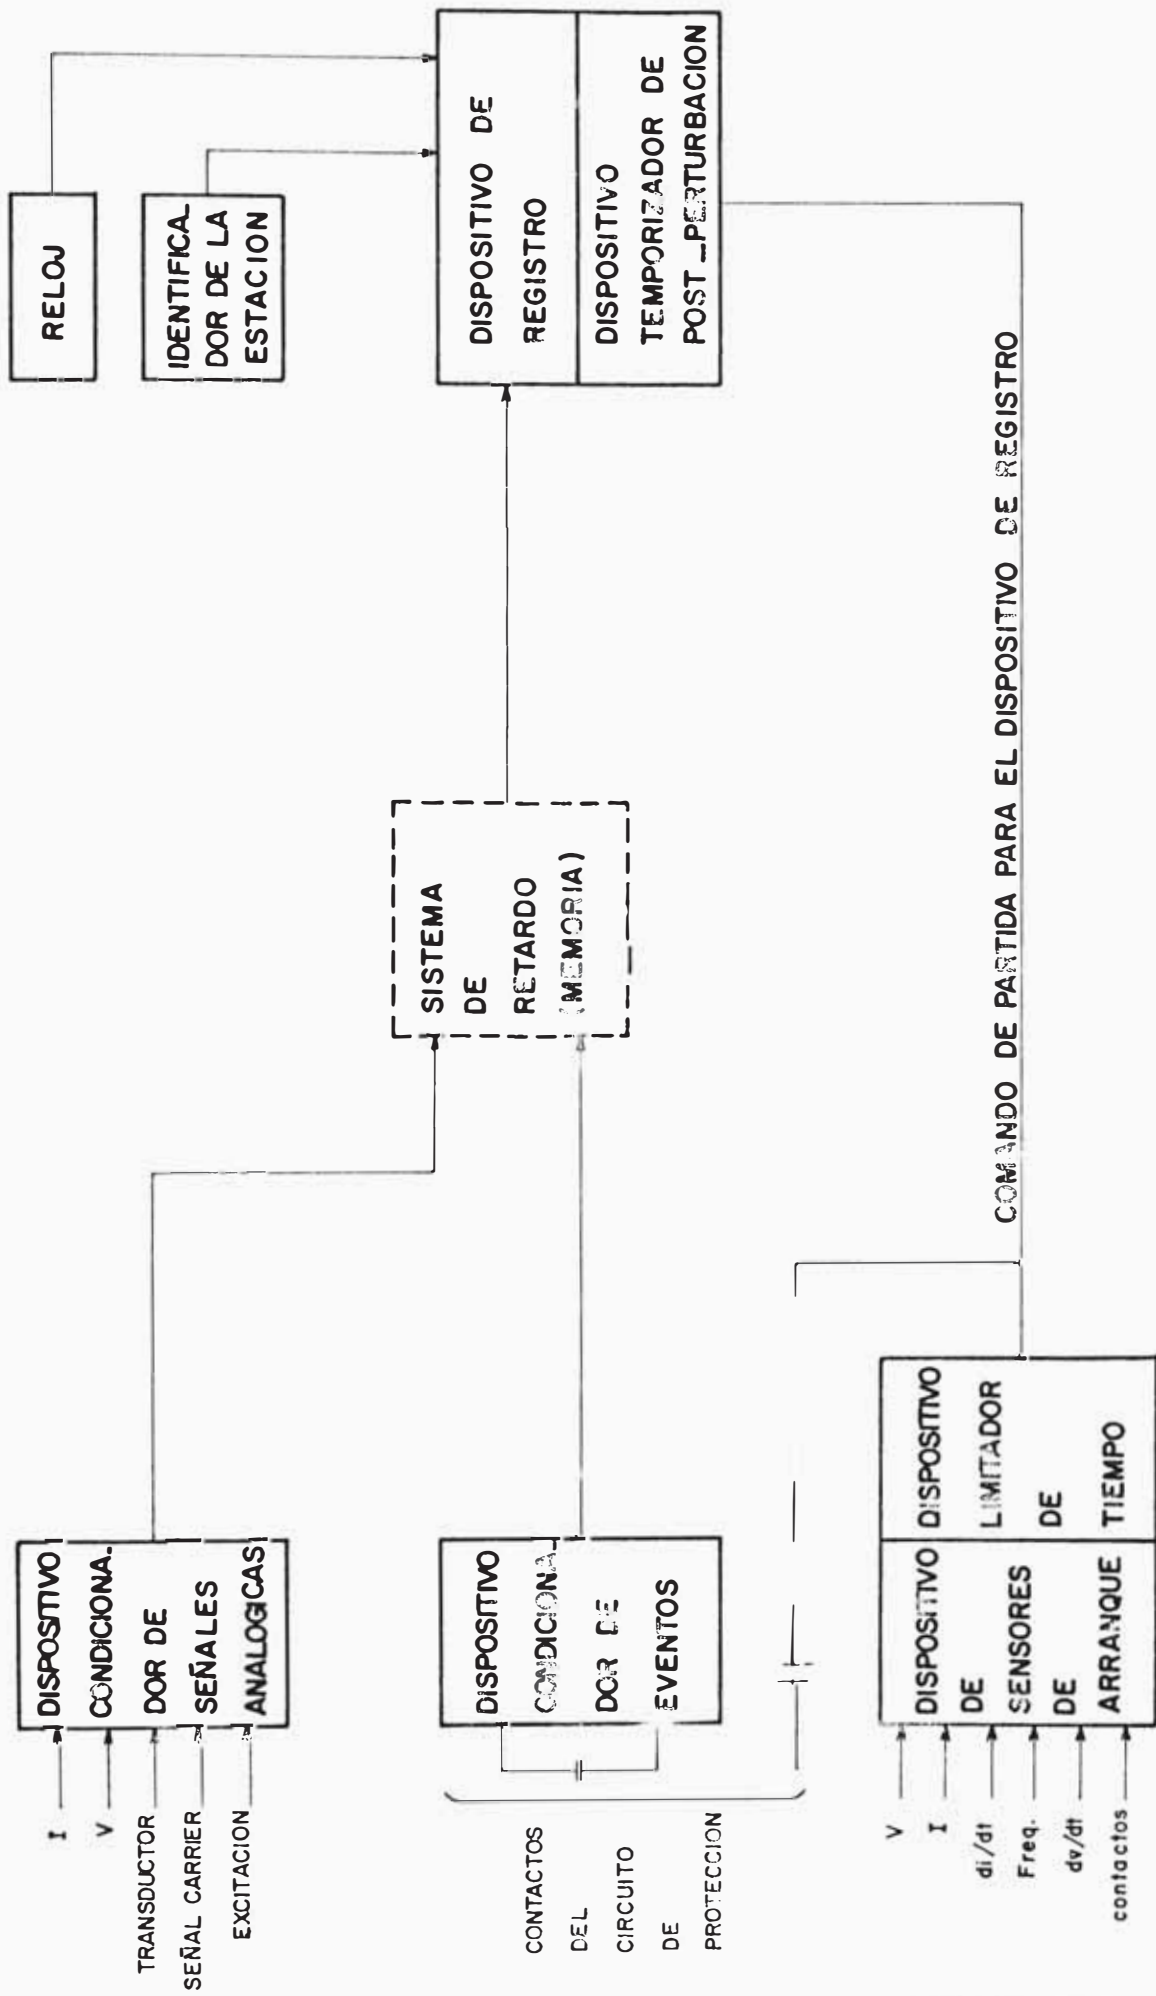 I
V
TRANSDUCTOR
SEÑAL CARRIER
EXCITACION
DISPOSITIVO
CONDICIONA_
DOR DE
SEÑALES
ANALOGICAS
RELOJ
IDENTIFICA_
DOR DE LA
ESTACION
CONTACTOS
DEL
CIRCUITO
DE
PROTECCION
DISPOSITIVO
CONDICIONA_
DOR DE
EVENTOS
SISTEMA
DE
RETARDO
(MEMORIA)
DISPOSITIVO DE
REGISTRO
DISPOSITIVO
TEMPORIZADOR DE
POST_PERTURBACION
V
I
di/dt
Freq.
dv/dt
contactos
DISPOSITIVO
DE
SENSORES
DE
ARRANQUE
DISPOSITIVO
LIMITADOR
DE
TIEMPO
COMANDO DE PARTIDA PARA EL DISPOSITIVO DE REGISTRO